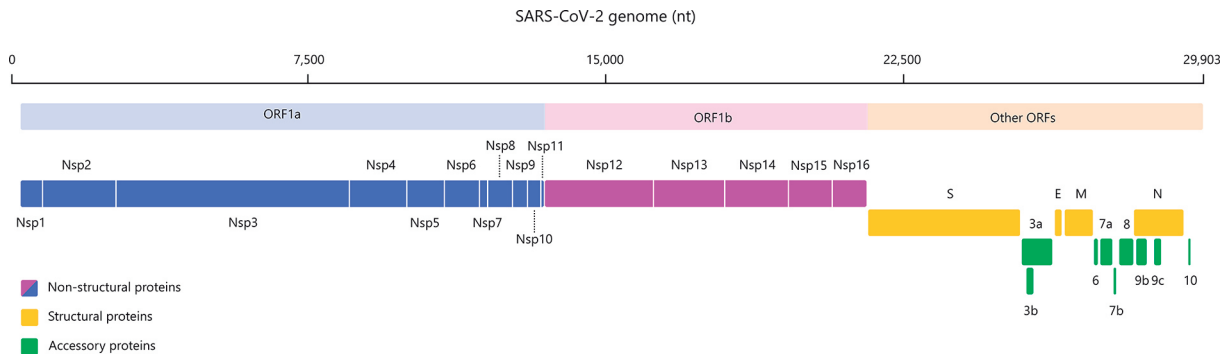 SARS-CoV-2 genome (nt)
0 7,500 15,000 22,500 29,903
ORF1a ORF1b Other ORFs
Nsp8 Nsp11
Nsp2 Nsp4 Nsp6 Nsp9 Nsp12 Nsp13 Nsp14 Nsp15 Nsp16
S E M N
Nsp1 Nsp3 Nsp5 Nsp7 3a 7a 8
Nsp10
6 9b 9c 10
3b 7b
Non-structural proteins
Structural proteins
Accessory proteins